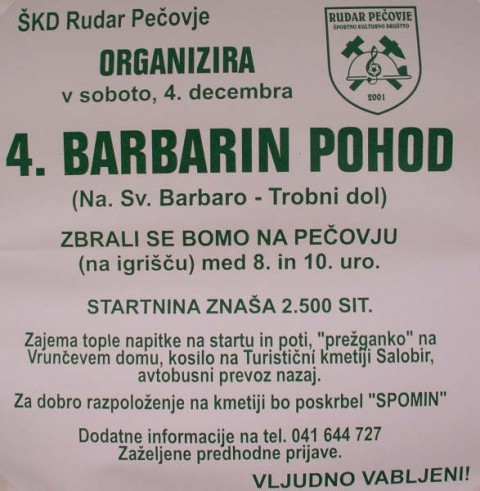 ŠKD Rudar Pečovje
RUDAR PEČOVJE
ŠPORTNO KULTURNO DRUŠTVO
2001
ORGANIZIRA
v soboto, 4. decembra
4. BARBARIN POHOD
(Na. Sv. Barbaro - Trobni dol)
ZBRALI SE BOMO NA PEČOVJU
(na igrišču) med 8. in 10. uro.
STARTNINA ZNAŠA 2.500 SIT.
Zajema tople napitke na startu in poti, "prežganko" na
Vrunčevem domu, kosilo na Turistični kmetiji Salobir,
avtobusni prevoz nazaj.
Za dobro razpoloženje na kmetiji bo poskrbel "SPOMIN"
Dodatne informacije na tel. 041 644 727
Zaželjene predhodne prijave.
VLJUDNO VABLJENI!